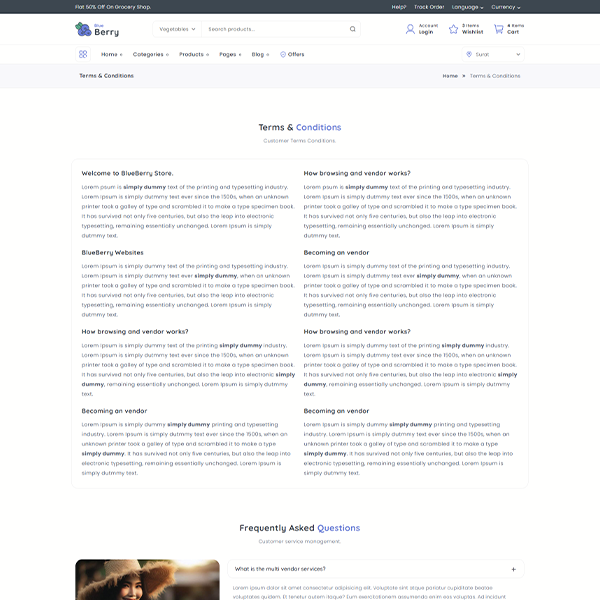 Flat 50% Off On Grocery Shop.
Help? Track Order Language Currency
Blue
Berry
Vegetables Search products...
Account
Login
3 Items
Wishlist
4 Items
Cart
Home Categories Products Pages Blog Offers
Surat
Terms & Conditions
Home » Terms & Conditions
Terms & Conditions
Customer Terms Conditions.
Welcome to BlueBerry Store.
Lorem Ipsum is simply dummy text of the printing and typesetting industry.
Lorem Ipsum has simply dummy text ever since the 1500s, when an unknown
printer took a galley of type and scrambled it to make a type specimen book.
It has survived not only five centuries, but also the leap into electronic
typesetting, remaining essentially unchanged. Lorem Ipsum is simply
dutmmy text.
BlueBerry Websites
Lorem Ipsum is simply dummy text of the printing and typesetting industry.
Lorem Ipsum is simply dutmmy text ever simply dummy, when an unknown
printer took a galley of type and scrambled it to make a type specimen book.
It has survived not only five centuries, but also the leap into electronic
typesetting, remaining essentially unchanged. Lorem Ipsum is simply
dutmmy text.
How browsing and vendor works?
Lorem Ipsum is simply dummy text of the printing simply dummy industry.
Lorem Ipsum is simply dutmmy text ever since the 1500s, when an unknown
printer took a galley of type and scrambled it to make a type specimen book.
It has survived not only five centuries, but also the leap into electronic simply
dummy, remaining essentially unchanged. Lorem Ipsum is simply dutmmy
text.
Becoming an vendor
Lorem Ipsum is simply dummy text simply dummy printing and typesetting
industry. Lorem Ipsum is simply dutmmy text ever since the 1500s, when an
unknown printer took a galley of type and scrambled it to make a type
simply dummy. It has survived not only five centuries, but also the leap into
electronic typesetting, remaining essentially unchanged. Lorem Ipsum is
simply dummy text.
How browsing and vendor works?
Lorem Ipsum is simply dummy text of the printing and typesetting industry.
Lorem Ipsum is simply dutmmy text ever since the 1500s, when an unknown
printer took a galley of type and scrambled it to make a type specimen book.
It has survived not only five centuries, but also the leap into electronic
typesetting, remaining essentially unchanged. Lorem Ipsum is simply
dutmmy text.
Becoming an vendor
Lorem Ipsum is simply dummy text of the printing and typesetting industry.
Lorem Ipsum is simply dutmmy text ever simply dummy, when an unknown
printer took a galley of type and scrambled it to make a type specimen book.
It has survived not only five centuries, but also the leap into electronic
typesetting, remaining essentially unchanged. Lorem Ipsum is simply
dutmmy text.
How browsing and vendor works?
Lorem Ipsum is simply dummy text of the printing simply dummy industry.
Lorem Ipsum is simply dutmmy text ever since the 1500s, when an unknown
printer took a galley of type and scrambled it to make a type specimen book.
It has survived not only five centuries, but also the leap into electronic simply
dummy, remaining essentially unchanged. Lorem Ipsum is simply dutmmy
text.
Becoming an vendor
Lorem Ipsum is simply dummy text simply dummy printing and typesetting
industry. Lorem Ipsum is simply dutmmy text ever since the 1500s, when an
unknown printer took a galley of type and scrambled it to make a type
simply dummy. It has survived not only five centuries, but also the leap into
electronic typesetting, remaining essentially unchanged. Lorem Ipsum is
simply dummy text.
Frequently Asked Questions
Customer service management.
What is the multi vendor services? +
Lorem ipsum dolor sit amet consectetur adipisicing elit. Voluptates,
fugiat tenetur quia at magnam? Eum exercitationem assumenda nobis ut unde